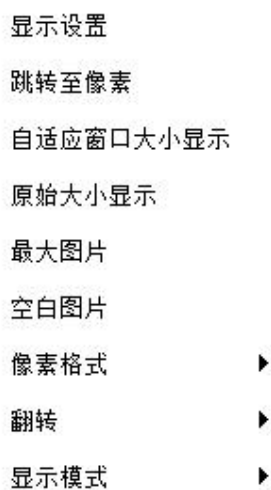 显示设置
跳转至像素
自适应窗口大小显示
原始大小显示
最大图片
空白图片
像素格式
翻转
显示模式